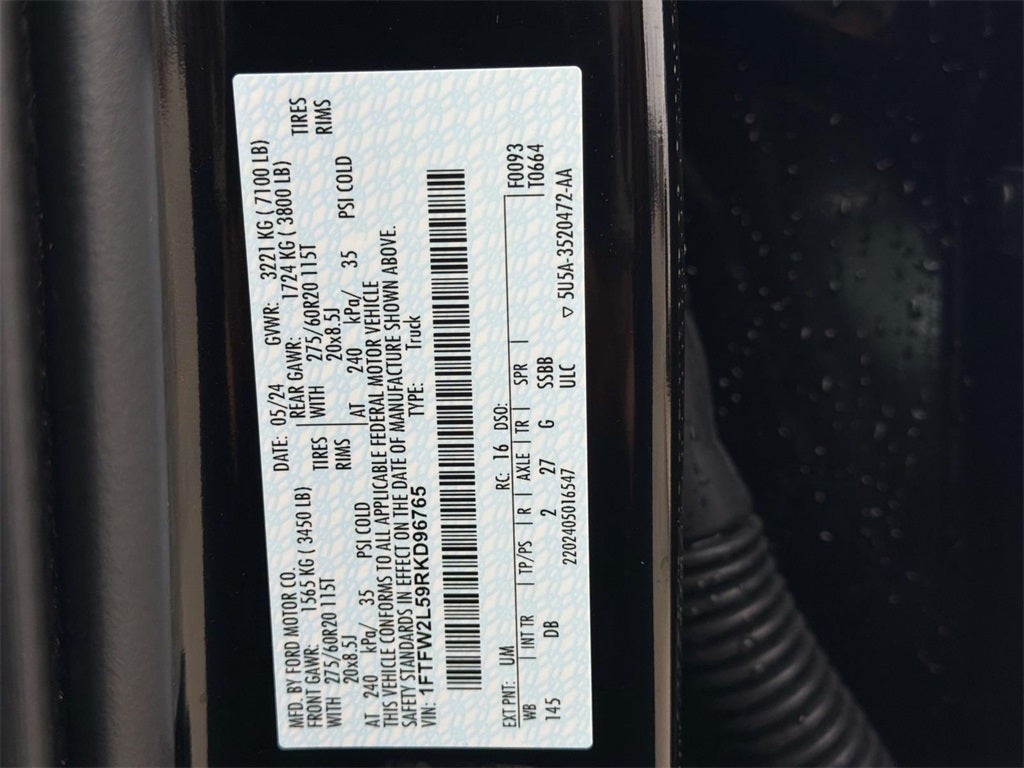 MFD. BY FORD MOTOR CO.
DATE: 05/24 GVWR: 3221 KG ( 7100 LB)
FRONT GAWR: 1565 KG ( 3450 LB)
REAR GAWR: 1724 KG ( 3800 LB)
WITH 275/60R20 115T TIRES
WITH 275/60R20 115T TIRES
20x8.5J RIMS
20x8.5J RIMS
AT 240 kPa/ 35 PSI COLD
AT 240 kPa/ 35 PSI COLD
THIS VEHICLE CONFORMS TO ALL APPLICABLE FEDERAL MOTOR VEHICLE
SAFETY STANDARDS IN EFFECT ON THE DATE OF MANUFACTURE SHOWN ABOVE.
VIN: 1FTFW2L59RKD96765 TYPE: Truck
EXT PNT: UM RC: 16 DSO: F0093
WB | INT TR | TP/PS | R | AXLE | TR | SPR | T0664
145 DB 2 27 G SSBB
2202405016547 ULC ▽ 5U5A-3520472-AA